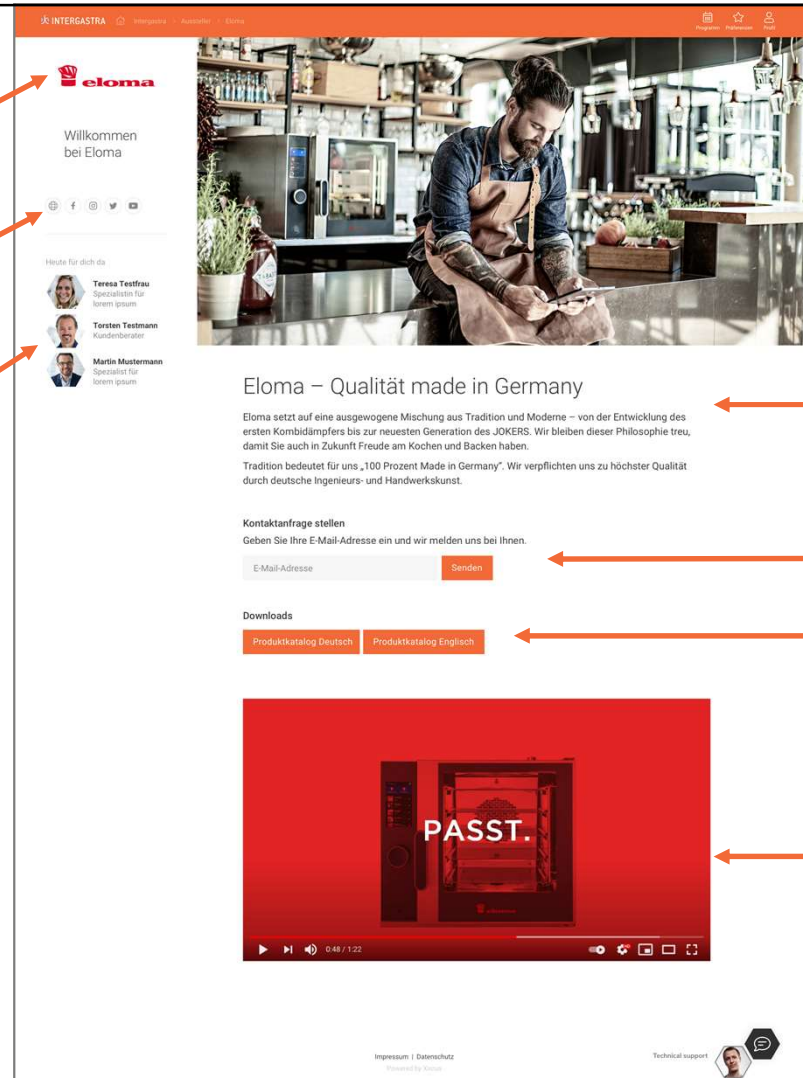 INTERGASTRA Intergastra > Aussteller > Eloma
Programm Präferenzen Profil
eloma
Willkommen
bei Eloma
Heute für dich da
Teresa Testfrau
Spezialistin für
lorem ipsum
Torsten Testmann
Kundenberater
Martin Mustermann
Spezialist für
lorem ipsum
Eloma – Qualität made in Germany
Eloma setzt auf eine ausgewogene Mischung aus Tradition und Moderne – von der Entwicklung des
ersten Kombidämpfers bis zur neuesten Generation des JOKERS. Wir bleiben dieser Philosophie treu,
damit Sie auch in Zukunft Freude am Kochen und Backen haben.
Tradition bedeutet für uns „100 Prozent Made in Germany“. Wir verpflichten uns zu höchster Qualität
durch deutsche Ingenieurs- und Handwerkskunst.
Kontaktanfrage stellen
Geben Sie Ihre E-Mail-Adresse ein und wir melden uns bei Ihnen.
E-Mail-Adresse Senden
Downloads
Produktkatalog Deutsch Produktkatalog Englisch
PASST.
0:48 / 1:22
Impressum | Datenschutz
Technical support